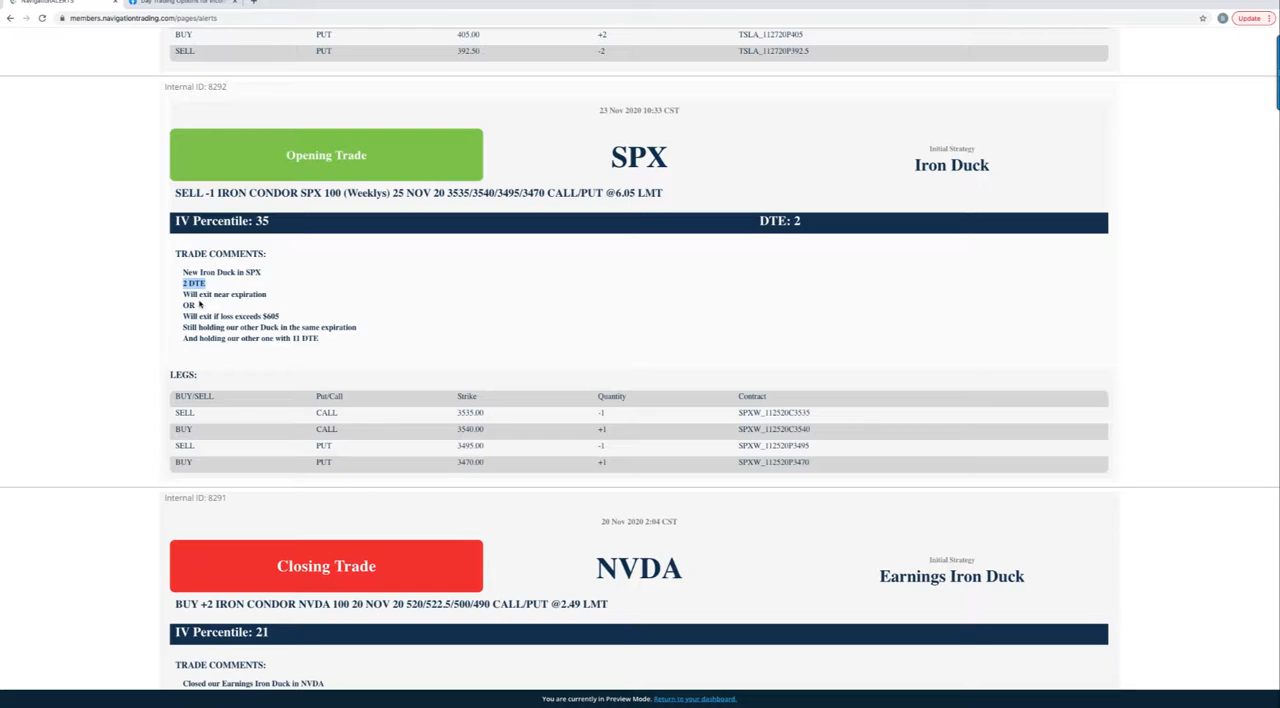 NavigationALERTS
Day Trading Options for Incom
members.navigationtrading.com/pages/alerts
Update
BUY PUT 405.00 +2 TSLA_112720P405
SELL PUT 392.50 -2 TSLA_112720P392.5
Internal ID: 8292
23 Nov 2020 10:33 CST
Opening Trade
SPX
Initial Strategy
Iron Duck
SELL -1 IRON CONDOR SPX 100 (Weeklys) 25 NOV 20 3535/3540/3495/3470 CALL/PUT @6.05 LMT
IV Percentile: 35 DTE: 2
TRADE COMMENTS:
New Iron Duck in SPX
2 DTE
Will exit near expiration
OR
Will exit if loss exceeds $605
Still holding our other Duck in the same expiration
And holding our other one with 11 DTE
LEGS:
BUY/SELL Put/Call Strike Quantity Contract
SELL CALL 3535.00 -1 SPXW_112520C3535
BUY CALL 3540.00 +1 SPXW_112520C3540
SELL PUT 3495.00 -1 SPXW_112520P3495
BUY PUT 3470.00 +1 SPXW_112520P3470
Internal ID: 8291
20 Nov 2020 2:04 CST
Closing Trade
NVDA
Initial Strategy
Earnings Iron Duck
BUY +2 IRON CONDOR NVDA 100 20 NOV 20 520/522.5/500/490 CALL/PUT @2.49 LMT
IV Percentile: 21
TRADE COMMENTS:
Closed our Earnings Iron Duck in NVDA
You are currently in Preview Mode. Return to your dashboard.